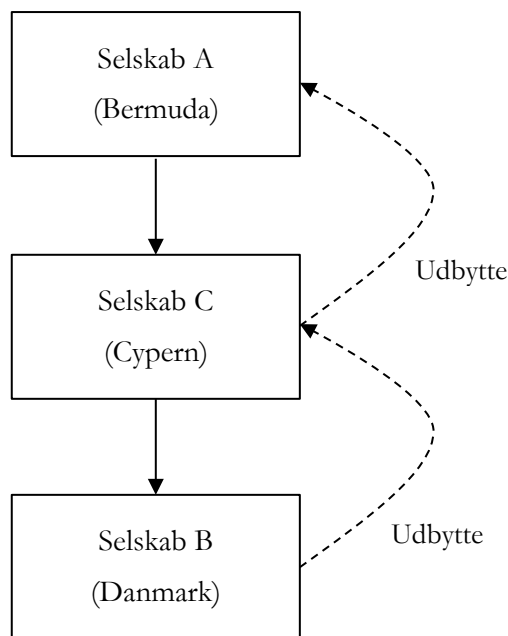 Selskab A
(Bermuda)
Udbytte
Selskab C
(Cypern)
Udbytte
Selskab B
(Danmark)